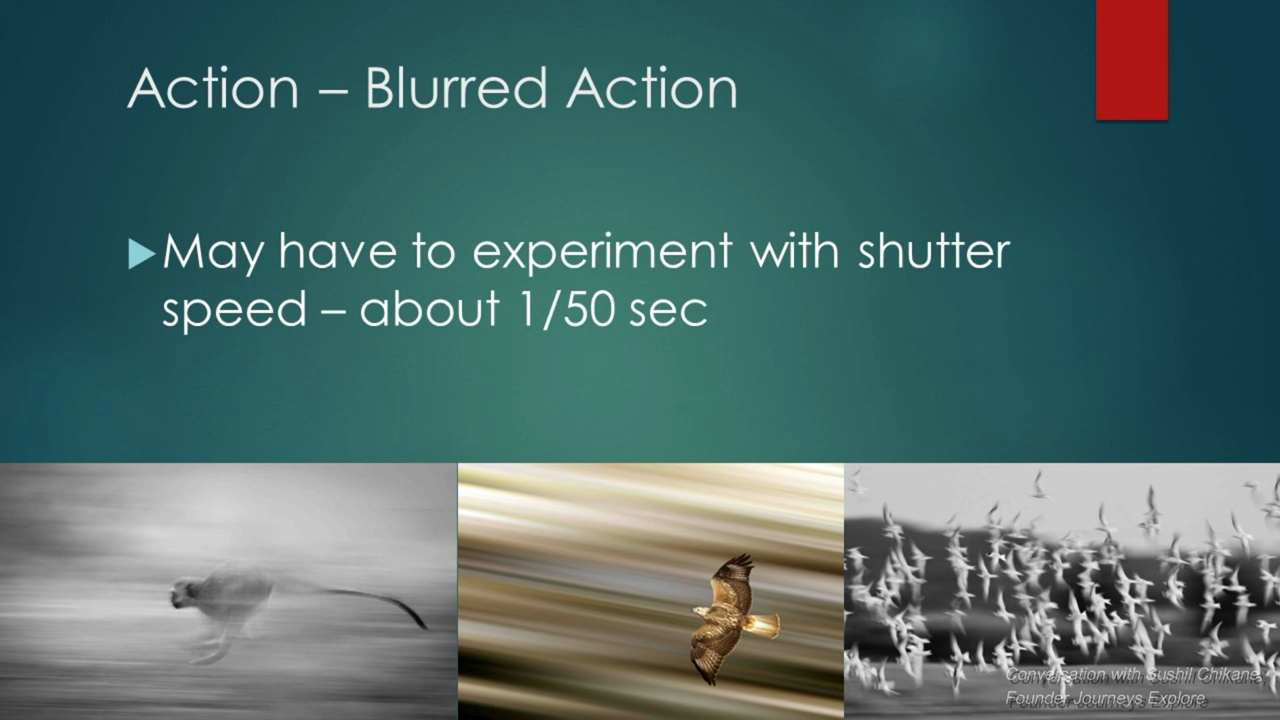 Action – Blurred Action
May have to experiment with shutter
speed – about 1/50 sec
Conversation with Sushil Chikane
Founder Journeys Explore